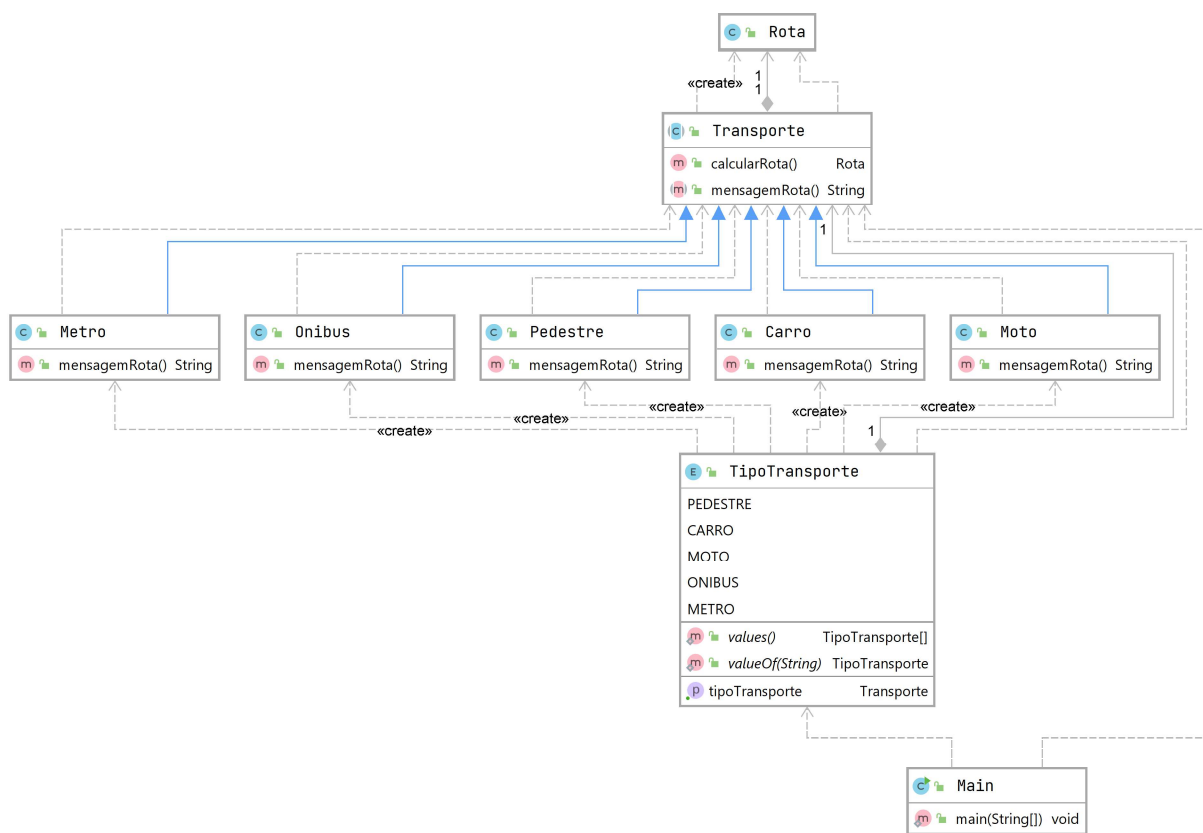 C Rota
«create»
1
1
C Transporte
m calcularRota() Rota
m mensagemRota() String
1
C Metro
m mensagemRota() String
C Onibus
m mensagemRota() String
C Pedestre
m mensagemRota() String
C Carro
m mensagemRota() String
C Moto
m mensagemRota() String
«create»
«create»
«create»
«create»
«create»
1
E TipoTransporte
PEDESTRE
CARRO
MOTO
ONIBUS
METRO
m values() TipoTransporte[]
m valueOf(String) TipoTransporte
p tipoTransporte Transporte
C Main
m main(String[]) void